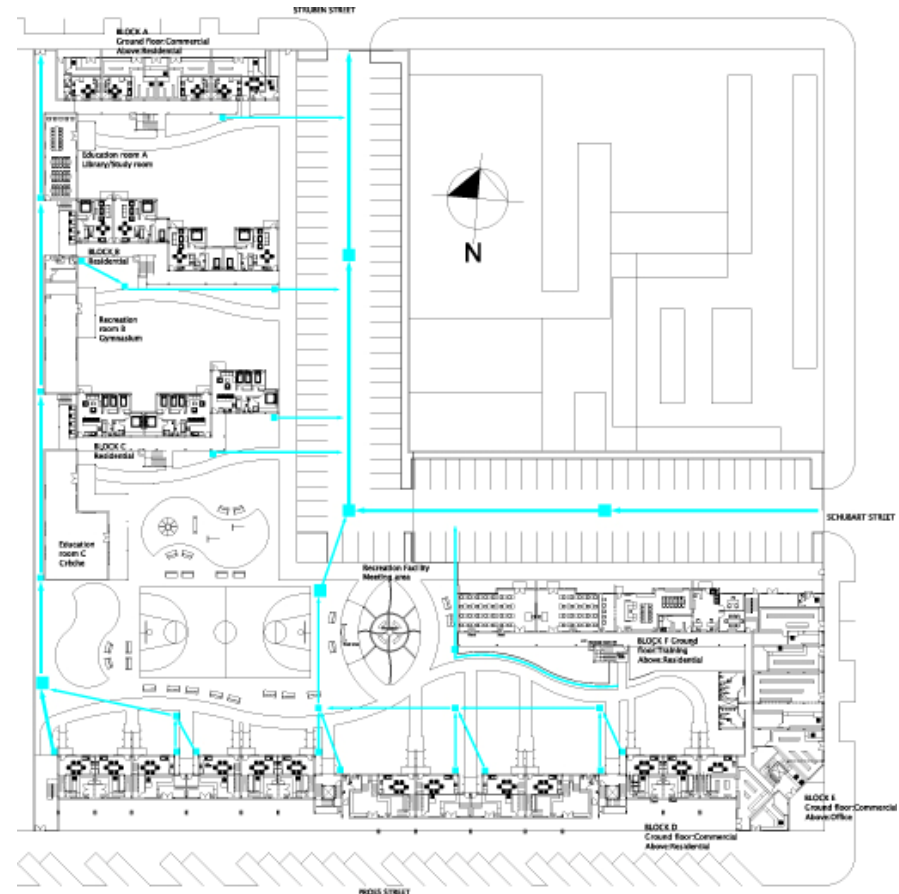 STRUBEN STREET
BLOCK A
Ground floor:Commercial
Above:Residential
Education room A
Library/Study room
N
BLOCK B
Residential
Recreation
room B
Gymnasium
BLOCK C
Residential
SCHUBART STREET
Education
room C
Crèche
Recreation Facility
Meeting area
BLOCK F Ground
floor:Training
Above:Residential
BLOCK E
Ground floor:Commercial
Above:Office
BLOCK D
Ground floor:Commercial
Above:Residential
PROES STREET